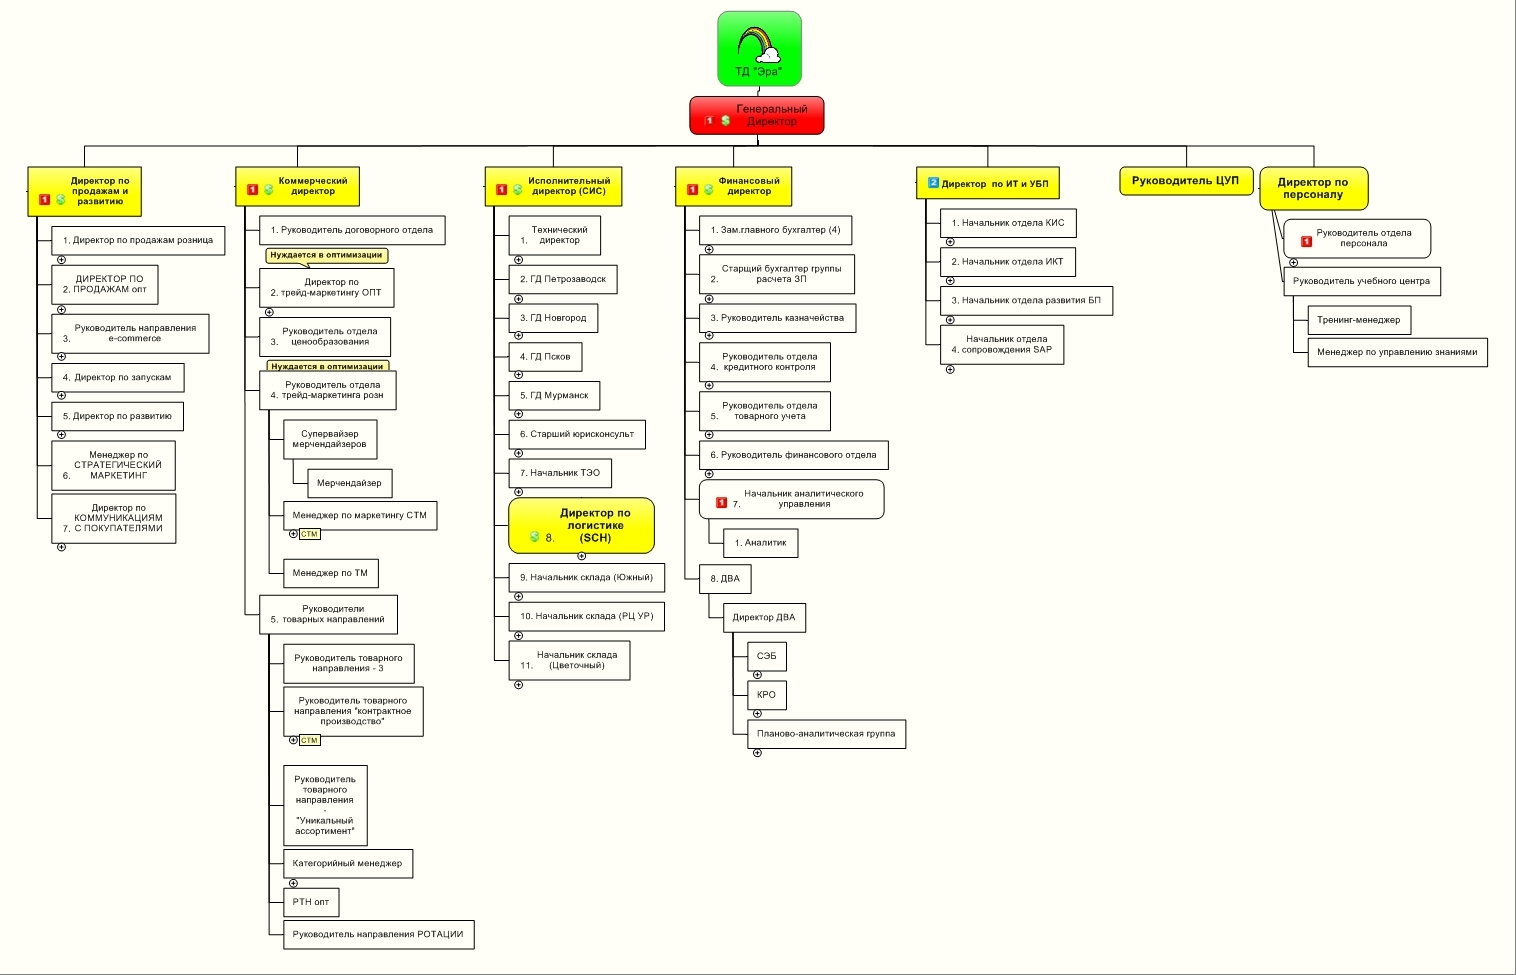 ТД "Эра"
Генеральный
Директор
1
Директор по
продажам и
развитию
1
1. Директор по продажам розница
ДИРЕКТОР ПО
2. ПРОДАЖАМ опт
Руководитель направления
3. e-commerce
4. Директор по запускам
5. Директор по развитию
Менеджер по
СТРАТЕГИЧЕСКИЙ
6. МАРКЕТИНГ
Директор по
КОММУНИКАЦИЯМ
7. С ПОКУПАТЕЛЯМИ
Коммерческий
1 директор
1. Руководитель договорного отдела
Нуждается в оптимизации
Директор по
2. трейд-маркетингу ОПТ
Руководитель отдела
3. ценообразования
Нуждается в оптимизации
Руководитель отдела
4. трейд-маркетинга розн
Супервайзер
мерчендайзеров
Мерчендайзер
Менеджер по маркетингу СТМ
СТМ
Менеджер по ТМ
Руководители
5. товарных направлений
Руководитель товарного
направления - 3
Руководитель товарного
направления "контрактное
производство"
СТМ
Руководитель
товарного
направления
-
"Уникальный
ассортимент"
Категорийный менеджер
РТН опт
Руководитель направления РОТАЦИИ
Исполнительный
1 директор (СИС)
Технический
1. директор
2. ГД Петрозаводск
3. ГД Новгород
4. ГД Псков
5. ГД Мурманск
6. Старший юрисконсульт
7. Начальник ТЭО
Директор по
логистике
8. (SCH)
9. Начальник склада (Южный)
10. Начальник склада (РЦ УР)
Начальник склада
11. (Цветочный)
Финансовый
1 директор
1. Зам.главного бухгалтер (4)
Старщий бухгалтер группы
2. расчета ЗП
3. Руководитель казначейства
Руководитель отдела
4. кредитного контроля
Руководитель отдела
5. товарного учета
6. Руководитель финансового отдела
Начальник аналитического
1 7. управления
1. Аналитик
8. ДВА
Директор ДВА
СЭБ
КРО
Планово-аналитическая группа
2 Директор по ИТ и УБП
1. Начальник отдела КИС
2. Начальник отдела ИКТ
3. Начальник отдела развития БП
Начальник отдела
4. сопровождения SAP
Руководитель ЦУП
Директор по
персоналу
Руководитель отдела
1 персонала
Руководитель учебного центра
Тренинг-менеджер
Менеджер по управлению знаниями